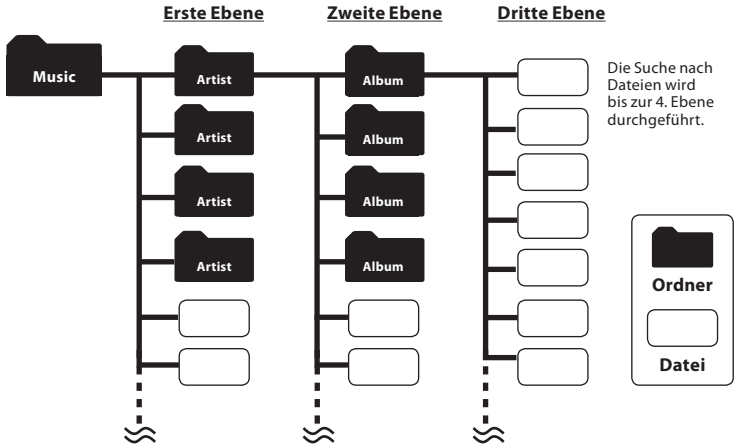 Erste Ebene
Zweite Ebene
Dritte Ebene
Music
Artist
Album
Die Suche nach
Dateien wird
bis zur 4. Ebene
durchgeführt.
Artist
Album
Artist
Album
Artist
Album
Ordner
Datei